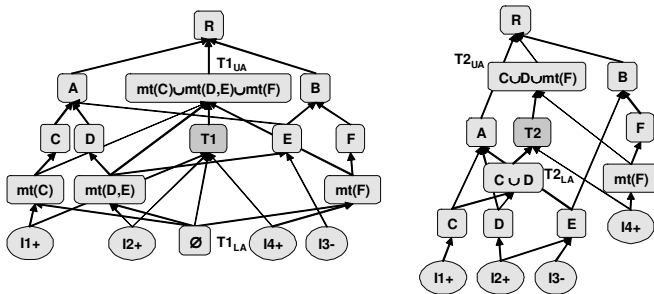 R
T1UA
A
mt(C)∪mt(D,E)∪mt(F)
B
C
D
T1
E
F
mt(C)
mt(D,E)
mt(F)
I1+
I2+
Ø
T1LA
I4+
I3-
R
T2UA
C∪D∪mt(F)
B
A
T2
F
C ∪ D
T2LA
mt(F)
C
D
E
I4+
I1+
I2+
I3-